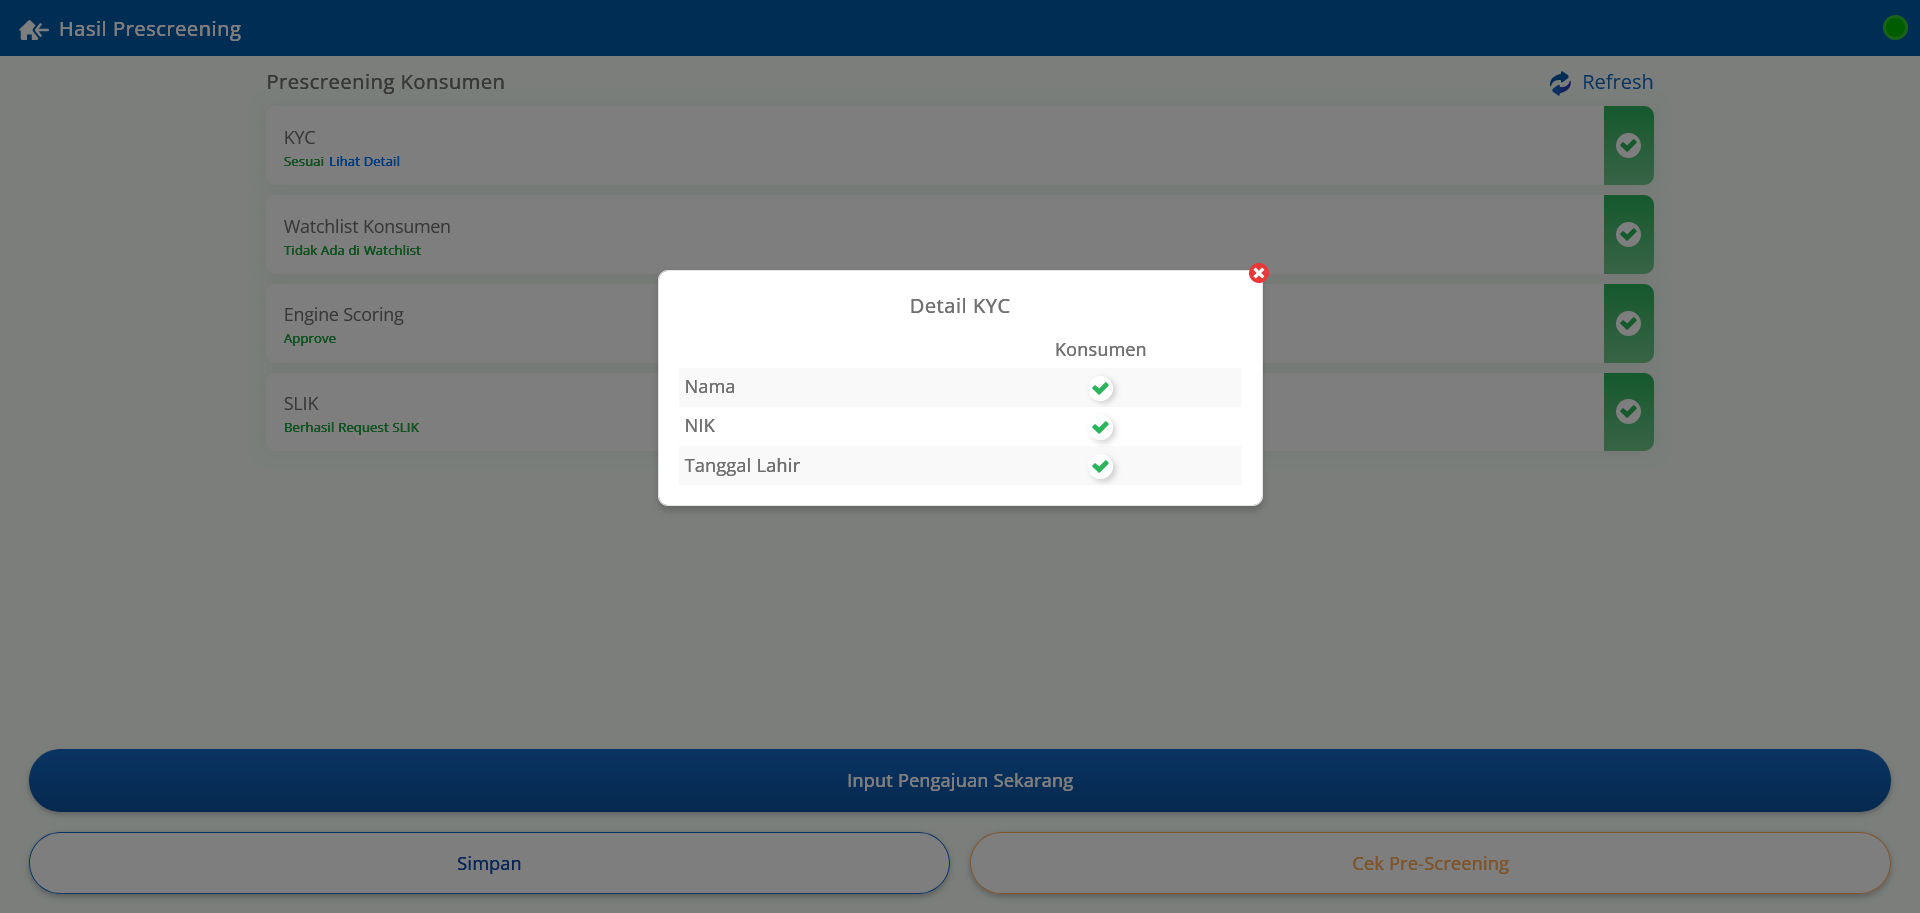 Hasil Prescreening
Prescreening Konsumen
Refresh
KYC
Sesuai Lihat Detail
Watchlist Konsumen
Tidak Ada di Watchlist
Engine Scoring
Approve
SLIK
Berhasil Request SLIK
Detail KYC
Konsumen
Nama
NIK
Tanggal Lahir
Input Pengajuan Sekarang
Simpan
Cek Pre-Screening